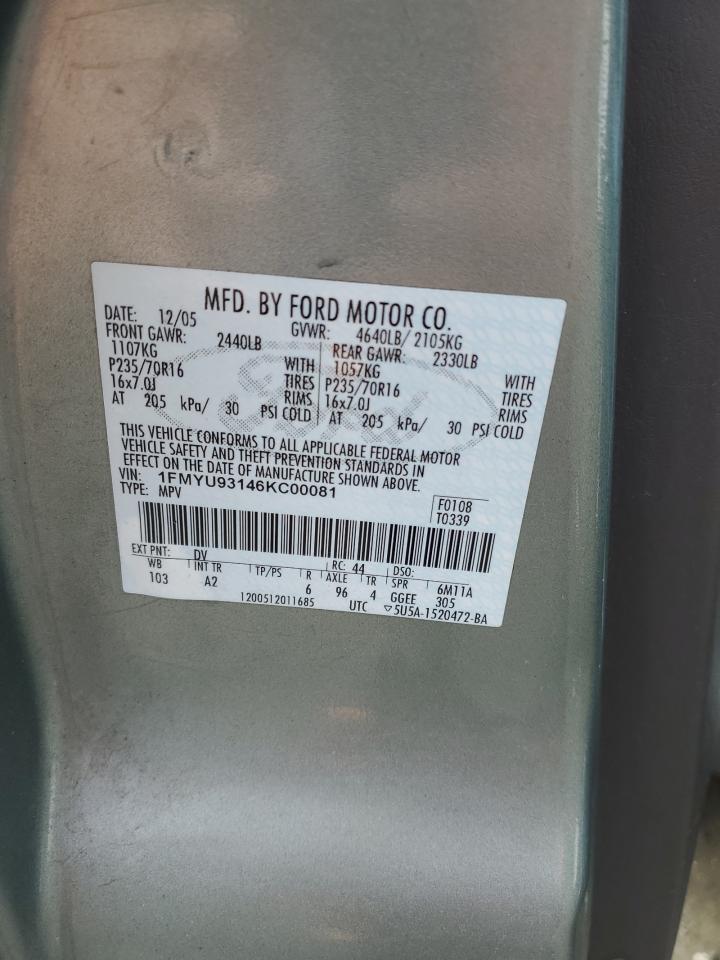 MFD. BY FORD MOTOR CO.
DATE: 12/05 GVWR: 4640LB/ 2105KG
FRONT GAWR: 2440LB REAR GAWR: 2330LB
1107KG WITH 1057KG WITH
P235/70R16 TIRES P235/70R16 TIRES
16x7.0J RIMS 16x7.0J RIMS
AT 205 kPa/ 30 PSI COLD AT 205 kPa/ 30 PSI COLD
Ford
THIS VEHICLE CONFORMS TO ALL APPLICABLE FEDERAL MOTOR
VEHICLE SAFETY AND THEFT PREVENTION STANDARDS IN
EFFECT ON THE DATE OF MANUFACTURE SHOWN ABOVE.
VIN: 1FMYU93146KC00081
TYPE: MPV F0108
T0339
EXT PNT: DV RC: 44 DSO:
WB INT TR TP/PS R AXLE TR SPR 6M11A
103 A2 6 96 4 GGEE 305
1200512011685 UTC ▽5U5A-1520472-BA